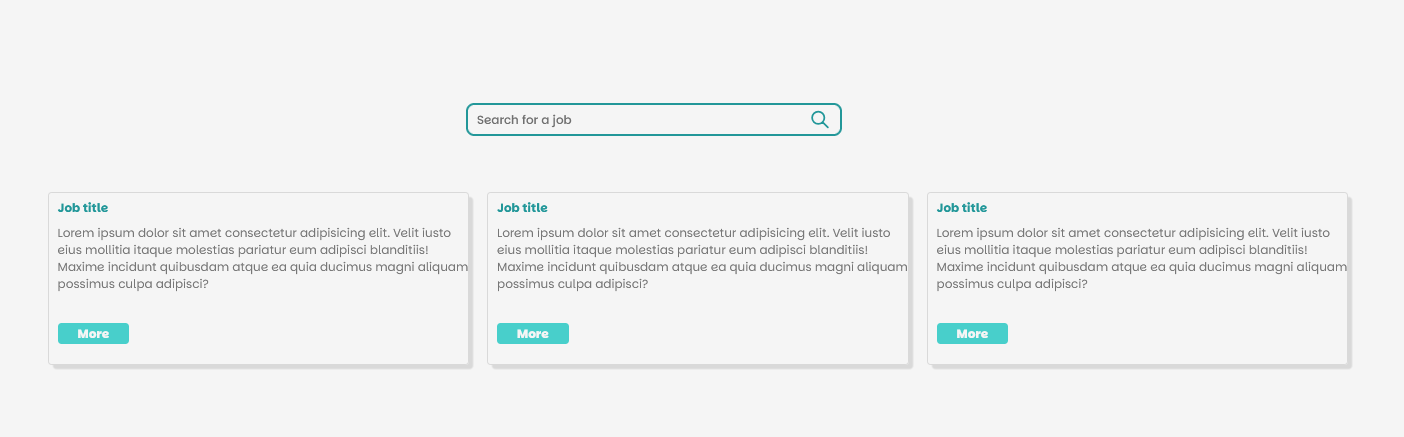 Search for a job
Job title
Lorem ipsum dolor sit amet consectetur adipisicing elit. Velit iusto
eius mollitia itaque molestias pariatur eum adipisci blanditiis!
Maxime incidunt quibusdam atque ea quia ducimus magni aliquam
possimus culpa adipisci?
More
Job title
Lorem ipsum dolor sit amet consectetur adipisicing elit. Velit iusto
eius mollitia itaque molestias pariatur eum adipisci blanditiis!
Maxime incidunt quibusdam atque ea quia ducimus magni aliquam
possimus culpa adipisci?
More
Job title
Lorem ipsum dolor sit amet consectetur adipisicing elit. Velit iusto
eius mollitia itaque molestias pariatur eum adipisci blanditiis!
Maxime incidunt quibusdam atque ea quia ducimus magni aliquam
possimus culpa adipisci?
More